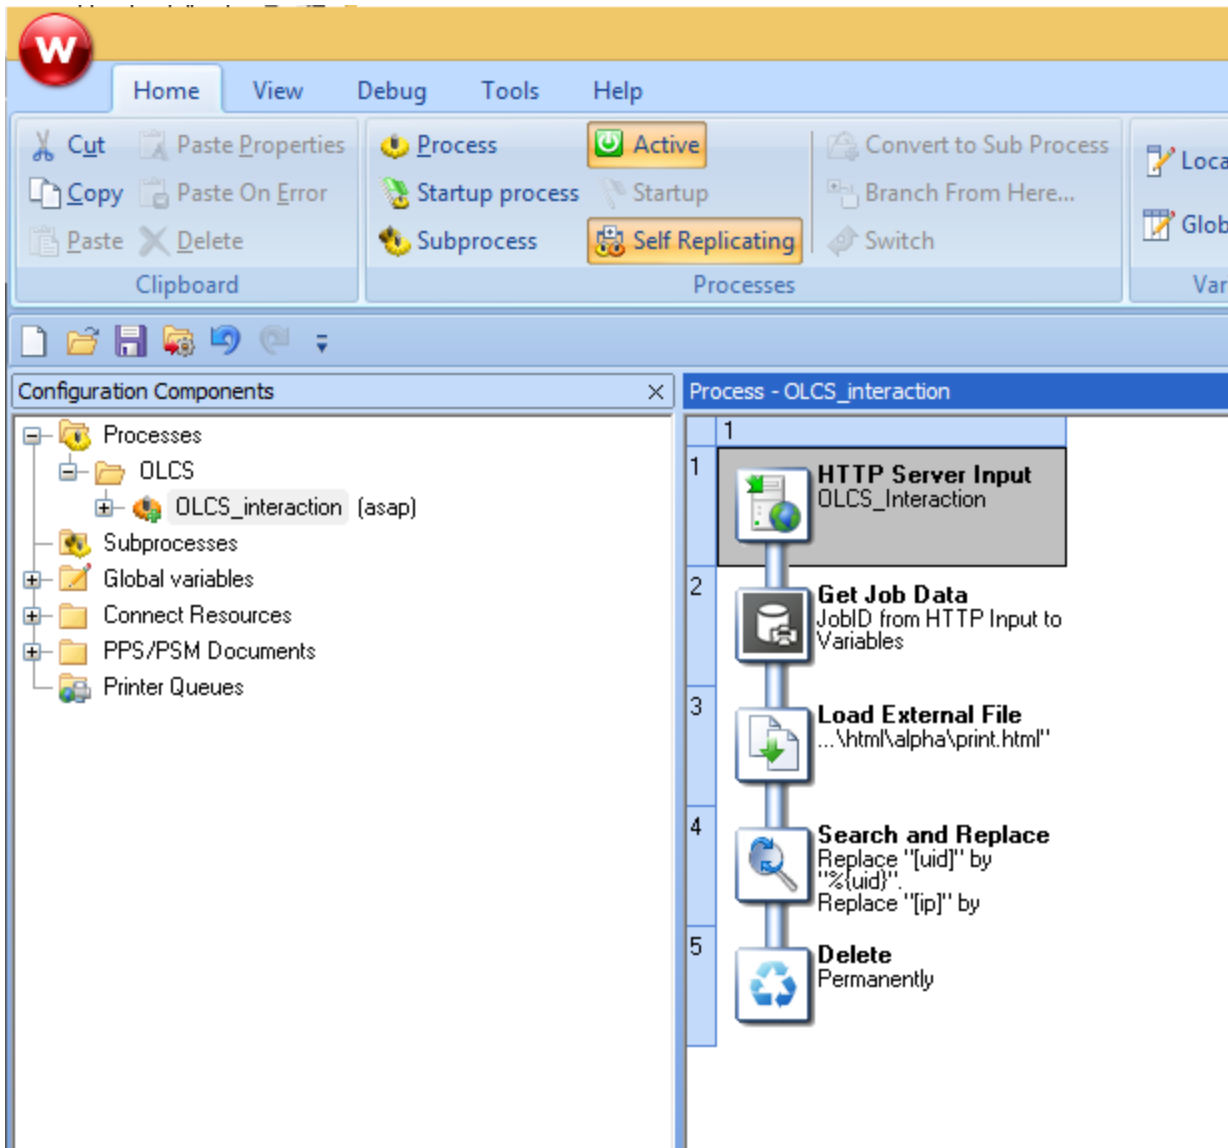 W
Home View Debug Tools Help
Cut Paste Properties Process Active Convert to Sub Process
Copy Paste On Error Startup process Startup Branch From Here...
Paste Delete Subprocess Self Replicating Switch
Loca
Glob
Clipboard Processes Var
Configuration Components
Processes
OLCS
OLCS_interaction (asap)
Subprocesses
Global variables
Connect Resources
PPS/PSM Documents
Printer Queues
Process - OLCS_interaction
1
1
HTTP Server Input
OLCS_Interaction
2
Get Job Data
JobID from HTTP Input to
Variables
3
Load External File
...\html\alpha\print.html"
4
Search and Replace
Replace "[uid]" by
"%{uid}".
Replace "[ip]" by
5
Delete
Permanently